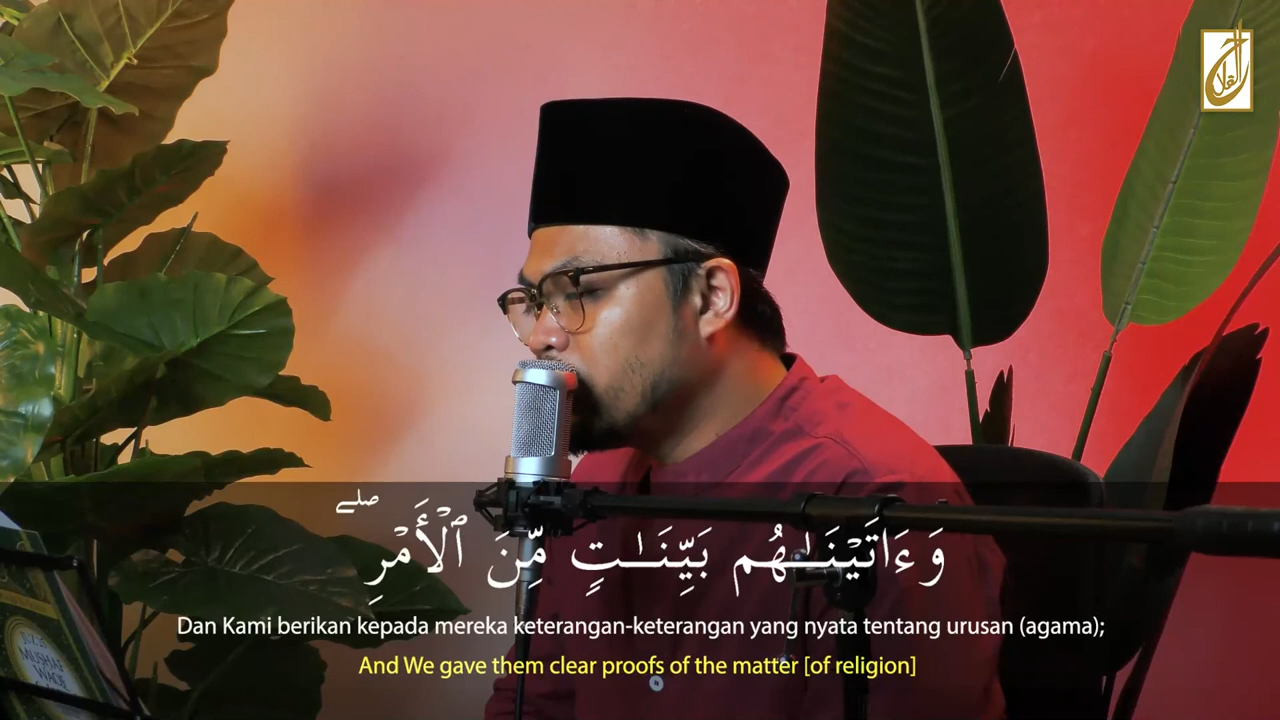 وَءَاتَيْنَـٰهُم بَيِّنَـٰتٍ مِّنَ ٱلْأَمْرِ ۖ
Dan Kami berikan kepada mereka keterangan-keterangan yang nyata tentang urusan (agama);
And We gave them clear proofs of the matter [of religion]
MUSHAF